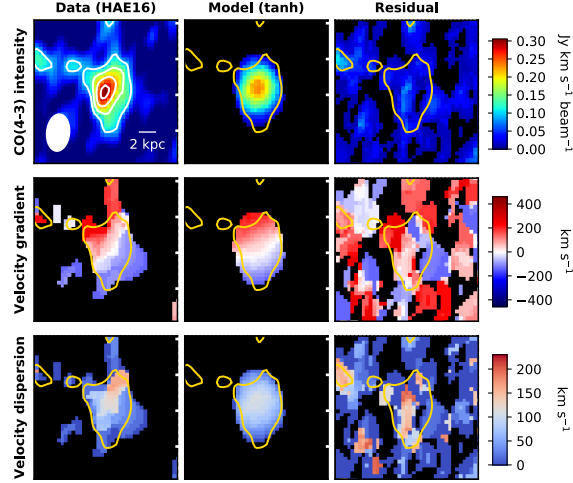 Data (HAE16) Model (tanh) Residual
CO(4–3) intensity
2 kpc
0.30
0.25
0.20
0.15
0.10
0.05
0.00
Jy km s⁻¹ beam⁻¹
Velocity gradient
400
200
0
−200
−400
km s⁻¹
Velocity dispersion
200
150
100
50
0
km s⁻¹